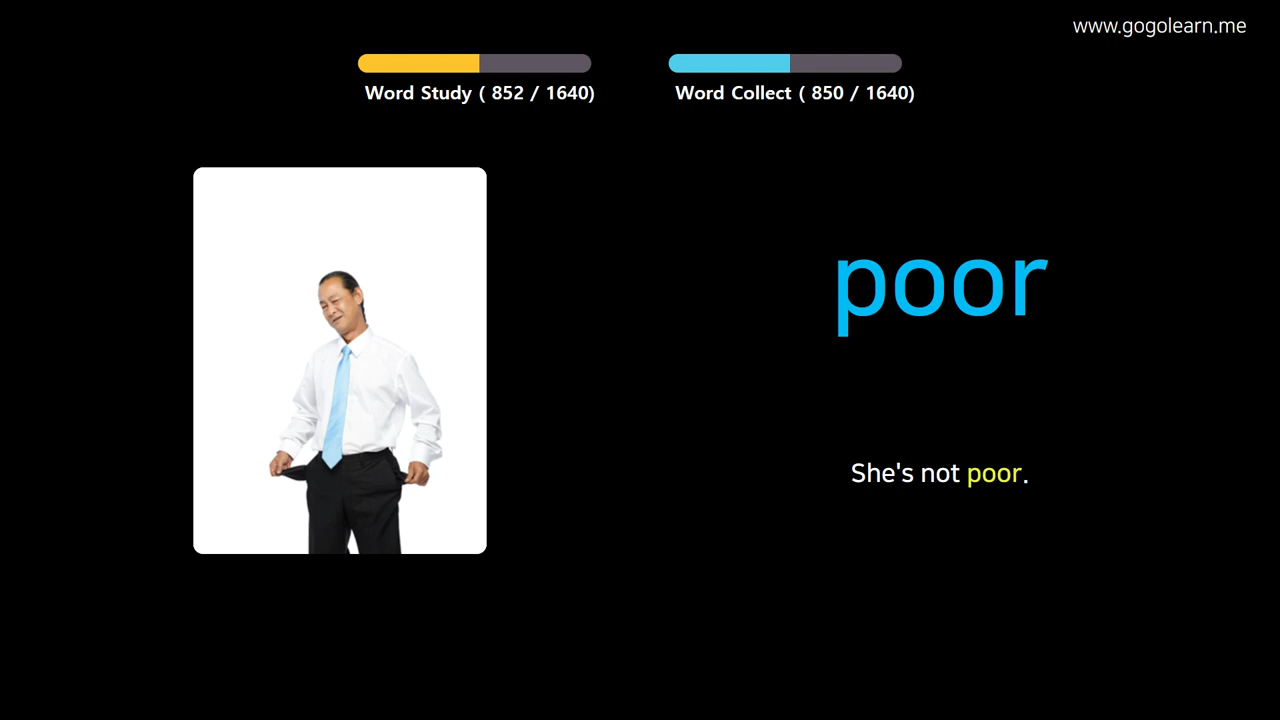 www.gogolearn.me
Word Study ( 852 / 1640)
Word Collect ( 850 / 1640)
poor
She's not poor.